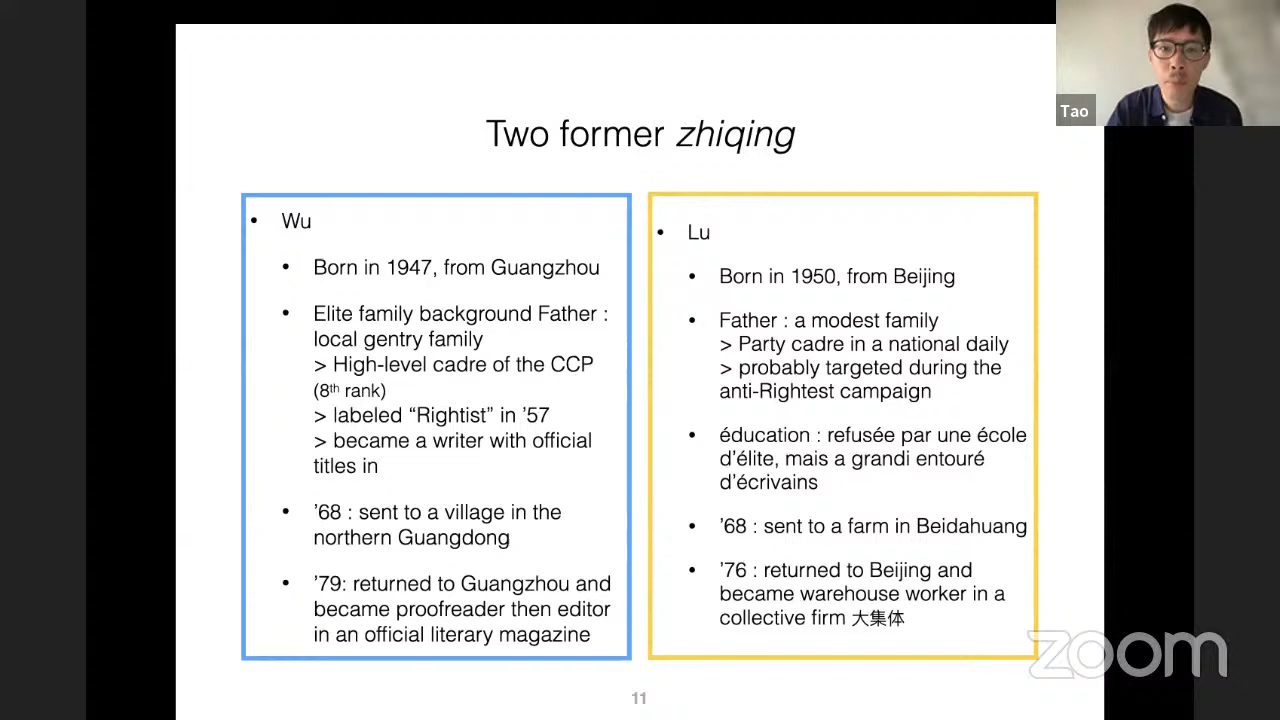 Tao
Two former zhiqing
• Wu
• Born in 1947, from Guangzhou
• Elite family background Father :
local gentry family
> High-level cadre of the CCP
(8th rank)
> labeled “Rightist” in ’57
> became a writer with official
titles in
• ’68 : sent to a village in the
northern Guangdong
• ’79: returned to Guangzhou and
became proofreader then editor
in an official literary magazine
• Lu
• Born in 1950, from Beijing
• Father : a modest family
> Party cadre in a national daily
> probably targeted during the
anti-Rightest campaign
• éducation : refusée par une école
d’élite, mais a grandi entouré
d’écrivains
• ’68 : sent to a farm in Beidahuang
• ’76 : returned to Beijing and
became warehouse worker in a
collective firm 大集体
zoom
11